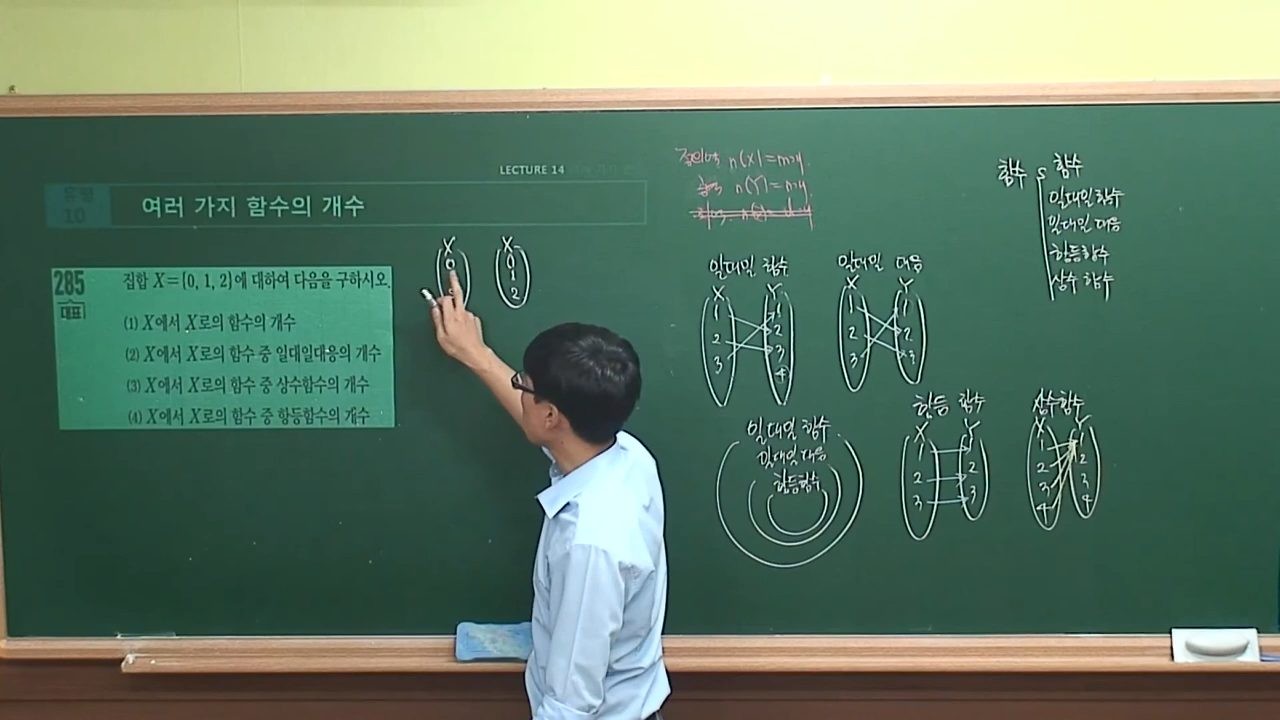 LECTURE 14
유형
10
여러 가지 함수의 개수
285
대표
집합 X={0, 1, 2}에 대하여 다음을 구하시오.
(1) X에서 X로의 함수의 개수
(2) X에서 X로의 함수 중 일대일대응의 개수
(3) X에서 X로의 함수 중 상수함수의 개수
(4) X에서 X로의 함수 중 항등함수의 개수
X X
0 0
1
2
정의역 n(X)=m개.
n(Y)=n개.
함수 함수
일대일 함수
일대일 대응
항등함수
상수 함수
일대일 함수
X Y
1 1
2 2
3 3
4
일대일 대응
X Y
1 1
2 2
3 3
일대일 함수
일대일 대응
항등함수
항등 함수
X Y
1 1
2 2
3 3
상수함수
X Y
1 1
2 2
3 3
4 4